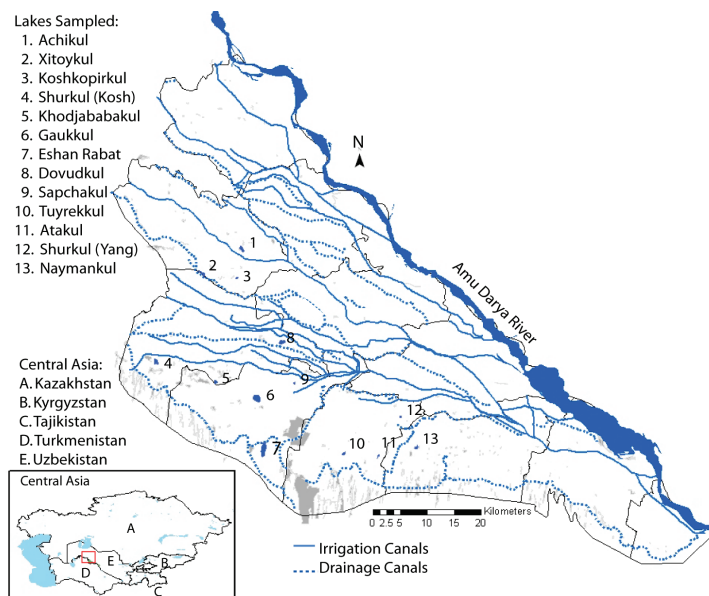 Lakes Sampled:
1. Achikul
2. Xitoykul
3. Koshkopirkul
4. Shurkul (Kosh)
5. Khodjababakul
6. Gaukkul
7. Eshan Rabat
8. Dovudkul
9. Sapchakul
10. Tuyrekkul
11. Atakul
12. Shurkul (Yang)
13. Naymankul
N
Amu Darya River
1
2
3
8
4
5
9
6
12
7
10
11
13
Central Asia:
A. Kazakhstan
B. Kyrgyzstan
C. Tajikistan
D. Turkmenistan
E. Uzbekistan
Central Asia
A
E
B
D
C
Kilometers
0 2.5 5 10 15 20
Irrigation Canals
Drainage Canals